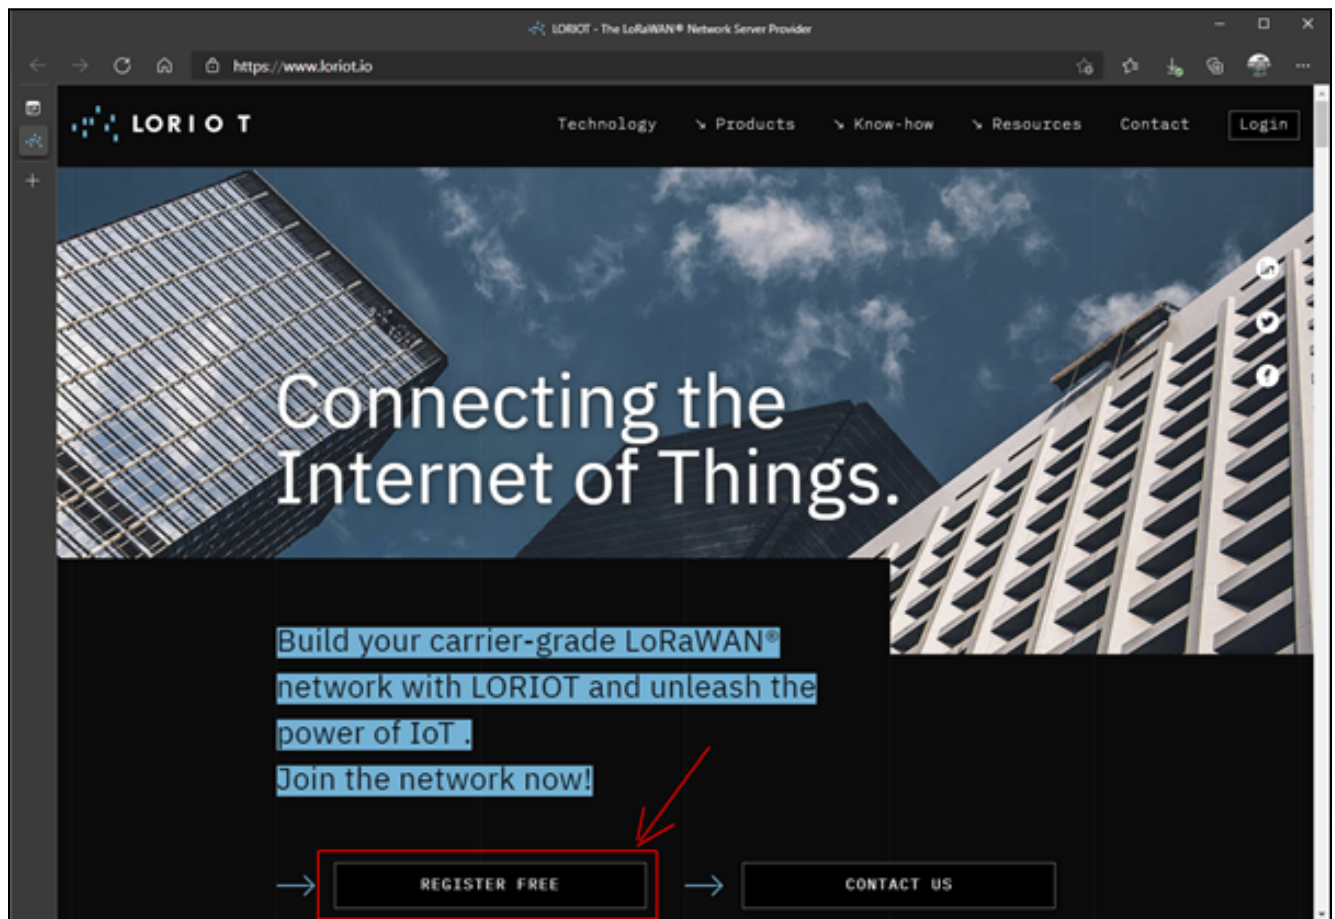 LORIOT - The LoRaWAN® Network Server Provider
https://www.loriot.io
LORIOT
Technology
Products
Know-how
Resources
Contact
Login
Connecting the
Internet of Things.
Build your carrier-grade LoRaWAN®
network with LORIOT and unleash the
power of IoT .
Join the network now!
REGISTER FREE
CONTACT US